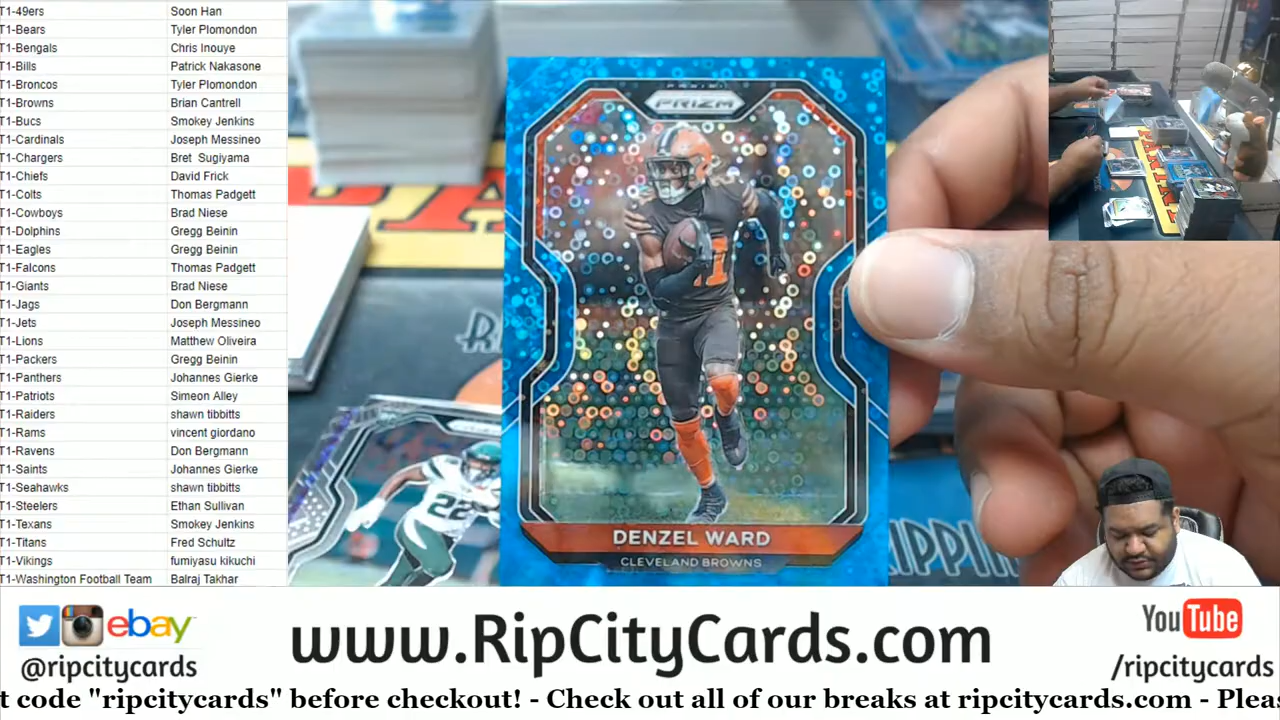 T1-49ers Soon Han
T1-Bears Tyler Plomondon
T1-Bengals Chris Inouye
T1-Bills Patrick Nakasone
T1-Broncos Tyler Plomondon
T1-Browns Brian Cantrell
T1-Bucs Smokey Jenkins
T1-Cardinals Joseph Messineo
T1-Chargers Bret Sugiyama
T1-Chiefs David Frick
T1-Colts Thomas Padgett
T1-Cowboys Brad Niese
T1-Dolphins Gregg Beinin
T1-Eagles Gregg Beinin
T1-Falcons Thomas Padgett
T1-Giants Brad Niese
T1-Jags Don Bergmann
T1-Jets Joseph Messineo
T1-Lions Matthew Oliveira
T1-Packers Gregg Beinin
T1-Panthers Johannes Gierke
T1-Patriots Simeon Alley
T1-Raiders shawn tibbitts
T1-Rams vincent giordano
T1-Ravens Don Bergmann
T1-Saints Johannes Gierke
T1-Seahawks shawn tibbitts
T1-Steelers Ethan Sullivan
T1-Texans Smokey Jenkins
T1-Titans Fred Schultz
T1-Vikings fumiyasu kikuchi
T1-Washington Football Team Balraj Takhar
PANINI
PRIZM
21
DENZEL WARD
CLEVELAND BROWNS
22
RIPPIN
ebay
@ripcitycards
www.RipCityCards.com
YouTube
/ripcitycards
t code "ripcitycards" before checkout! - Check out all of our breaks at ripcitycards.com - Plea